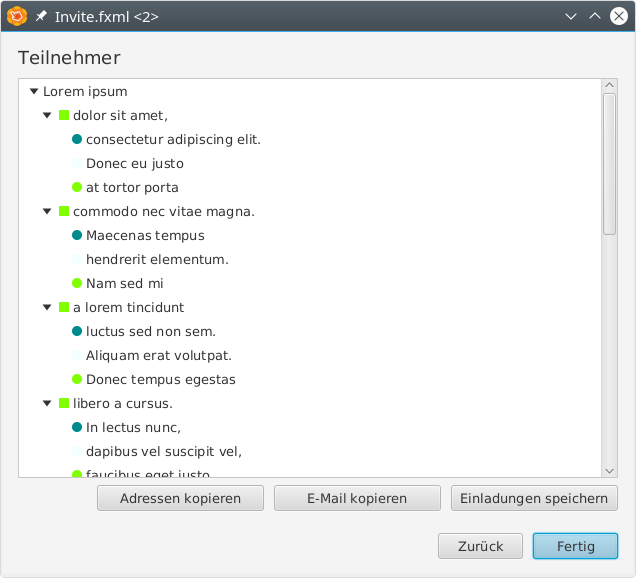 Invite.fxml <2>
Teilnehmer
Lorem ipsum
dolor sit amet,
consectetur adipiscing elit.
Donec eu justo
at tortor porta
commodo nec vitae magna.
Maecenas tempus
hendrerit elementum.
Nam sed mi
a lorem tincidunt
luctus sed non sem.
Aliquam erat volutpat.
Donec tempus egestas
libero a cursus.
In lectus nunc,
dapibus vel suscipit vel,
faucibus eget justo
Adressen kopieren
E-Mail kopieren
Einladungen speichern
Zurück
Fertig